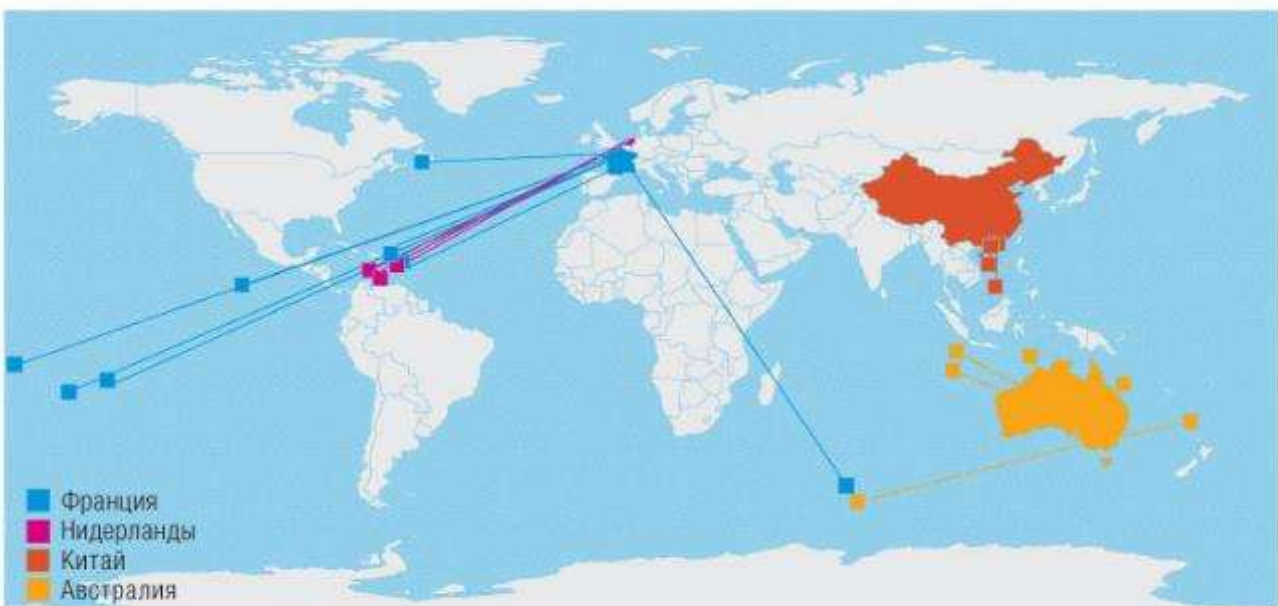 Франция
Нидерланды
Китай
Австралия